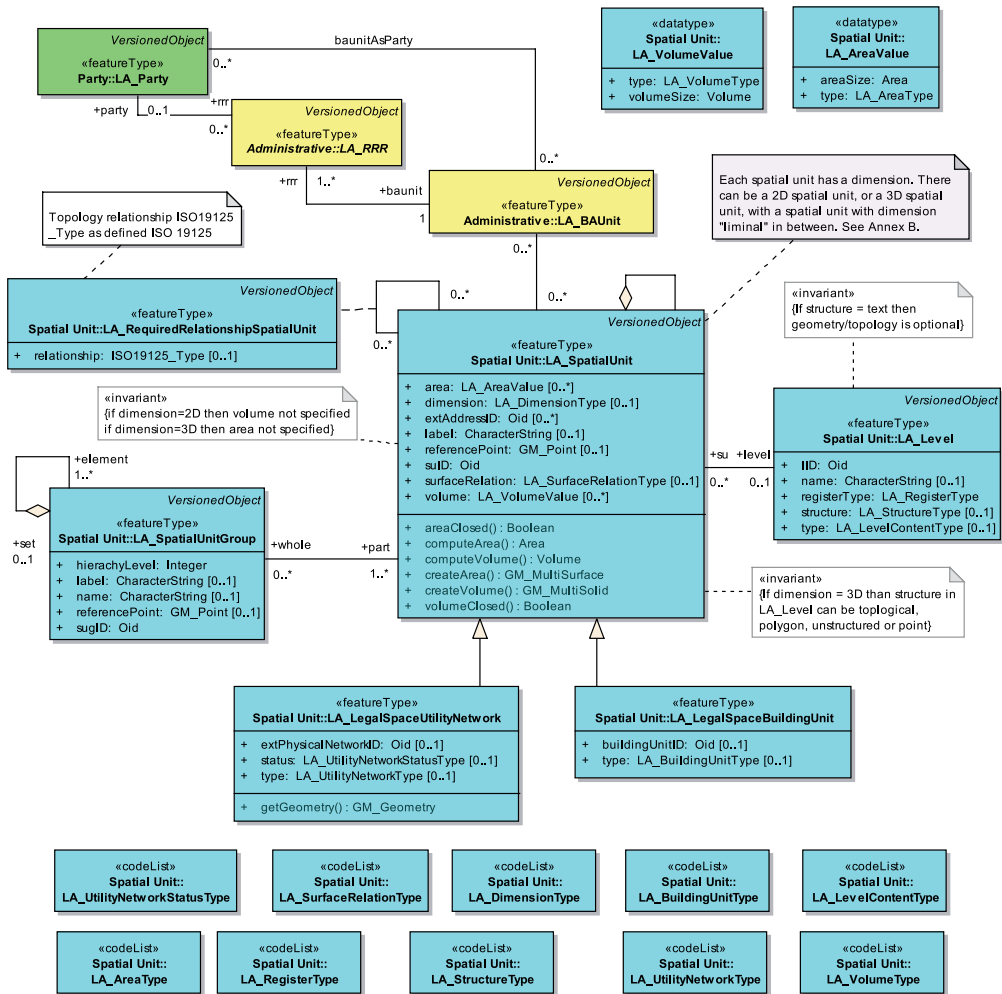 VersionedObject
«featureType»
Party::LA_Party
baunitAsParty
0..*
0..*
+party
0..1
+rrr
0..*
VersionedObject
«featureType»
Administrative::LA_RRR
+rrr
1..*
+baunit
1
VersionedObject
«featureType»
Administrative::LA_BAUnit
0..*
0..*
«datatype»
Spatial Unit::
LA_VolumeValue
+ type: LA_VolumeType
+ volumeSize: Volume
«datatype»
Spatial Unit::
LA_AreaValue
+ areaSize: Area
+ type: LA_AreaType
Each spatial unit has a dimension. There
can be a 2D spatial unit, or a 3D spatial
unit, with a spatial unit with dimension
"liminal" in between. See Annex B.
Topology relationship ISO19125
_Type as defined ISO 19125
VersionedObject
«featureType»
Spatial Unit::LA_RequiredRelationshipSpatialUnit
+ relationship: ISO19125_Type [0..1]
0..*
0..*
VersionedObject
«featureType»
Spatial Unit::LA_SpatialUnit
+ area: LA_AreaValue [0..*]
+ dimension: LA_DimensionType [0..1]
+ extAddressID: Oid [0..*]
+ label: CharacterString [0..1]
+ referencePoint: GM_Point [0..1]
+ suID: Oid
+ surfaceRelation: LA_SurfaceRelationType [0..1]
+ volume: LA_VolumeValue [0..*]
+ areaClosed() : Boolean
+ computeArea() : Area
+ computeVolume() : Volume
+ createArea() : GM_MultiSurface
+ createVolume() : GM_MultiSolid
+ volumeClosed() : Boolean
«invariant»
{If structure = text then
geometry/topology is optional}
«invariant»
{if dimension=2D then volume not specified
if dimension=3D then area not specified}
VersionedObject
«featureType»
Spatial Unit::LA_Level
+ lID: Oid
+ name: CharacterString [0..1]
+ registerType: LA_RegisterType
+ structure: LA_StructureType [0..1]
+ type: LA_LevelContentType [0..1]
+su
0..*
+level
0..1
+element
1..*
+set
0..1
VersionedObject
«featureType»
Spatial Unit::LA_SpatialUnitGroup
+ hierachyLevel: Integer
+ label: CharacterString [0..1]
+ name: CharacterString [0..1]
+ referencePoint: GM_Point [0..1]
+ sugID: Oid
+whole
0..*
+part
1..*
«invariant»
{If dimension = 3D than structure in
LA_Level can be toplogical,
polygon, unstructured or point}
«featureType»
Spatial Unit::LA_LegalSpaceUtilityNetwork
+ extPhysicalNetworkID: Oid [0..1]
+ status: LA_UtilityNetworkStatusType [0..1]
+ type: LA_UtilityNetworkType [0..1]
+ getGeometry() : GM_Geometry
«featureType»
Spatial Unit::LA_LegalSpaceBuildingUnit
+ buildingUnitID: Oid [0..1]
+ type: LA_BuildingUnitType [0..1]
«codeList»
Spatial Unit::
LA_UtilityNetworkStatusType
«codeList»
Spatial Unit::
LA_SurfaceRelationType
«codeList»
Spatial Unit::
LA_DimensionType
«codeList»
Spatial Unit::
LA_BuildingUnitType
«codeList»
Spatial Unit::
LA_LevelContentType
«codeList»
Spatial Unit::
LA_AreaType
«codeList»
Spatial Unit::
LA_RegisterType
«codeList»
Spatial Unit::
LA_StructureType
«codeList»
Spatial Unit::
LA_UtilityNetworkType
«codeList»
Spatial Unit::
LA_VolumeType